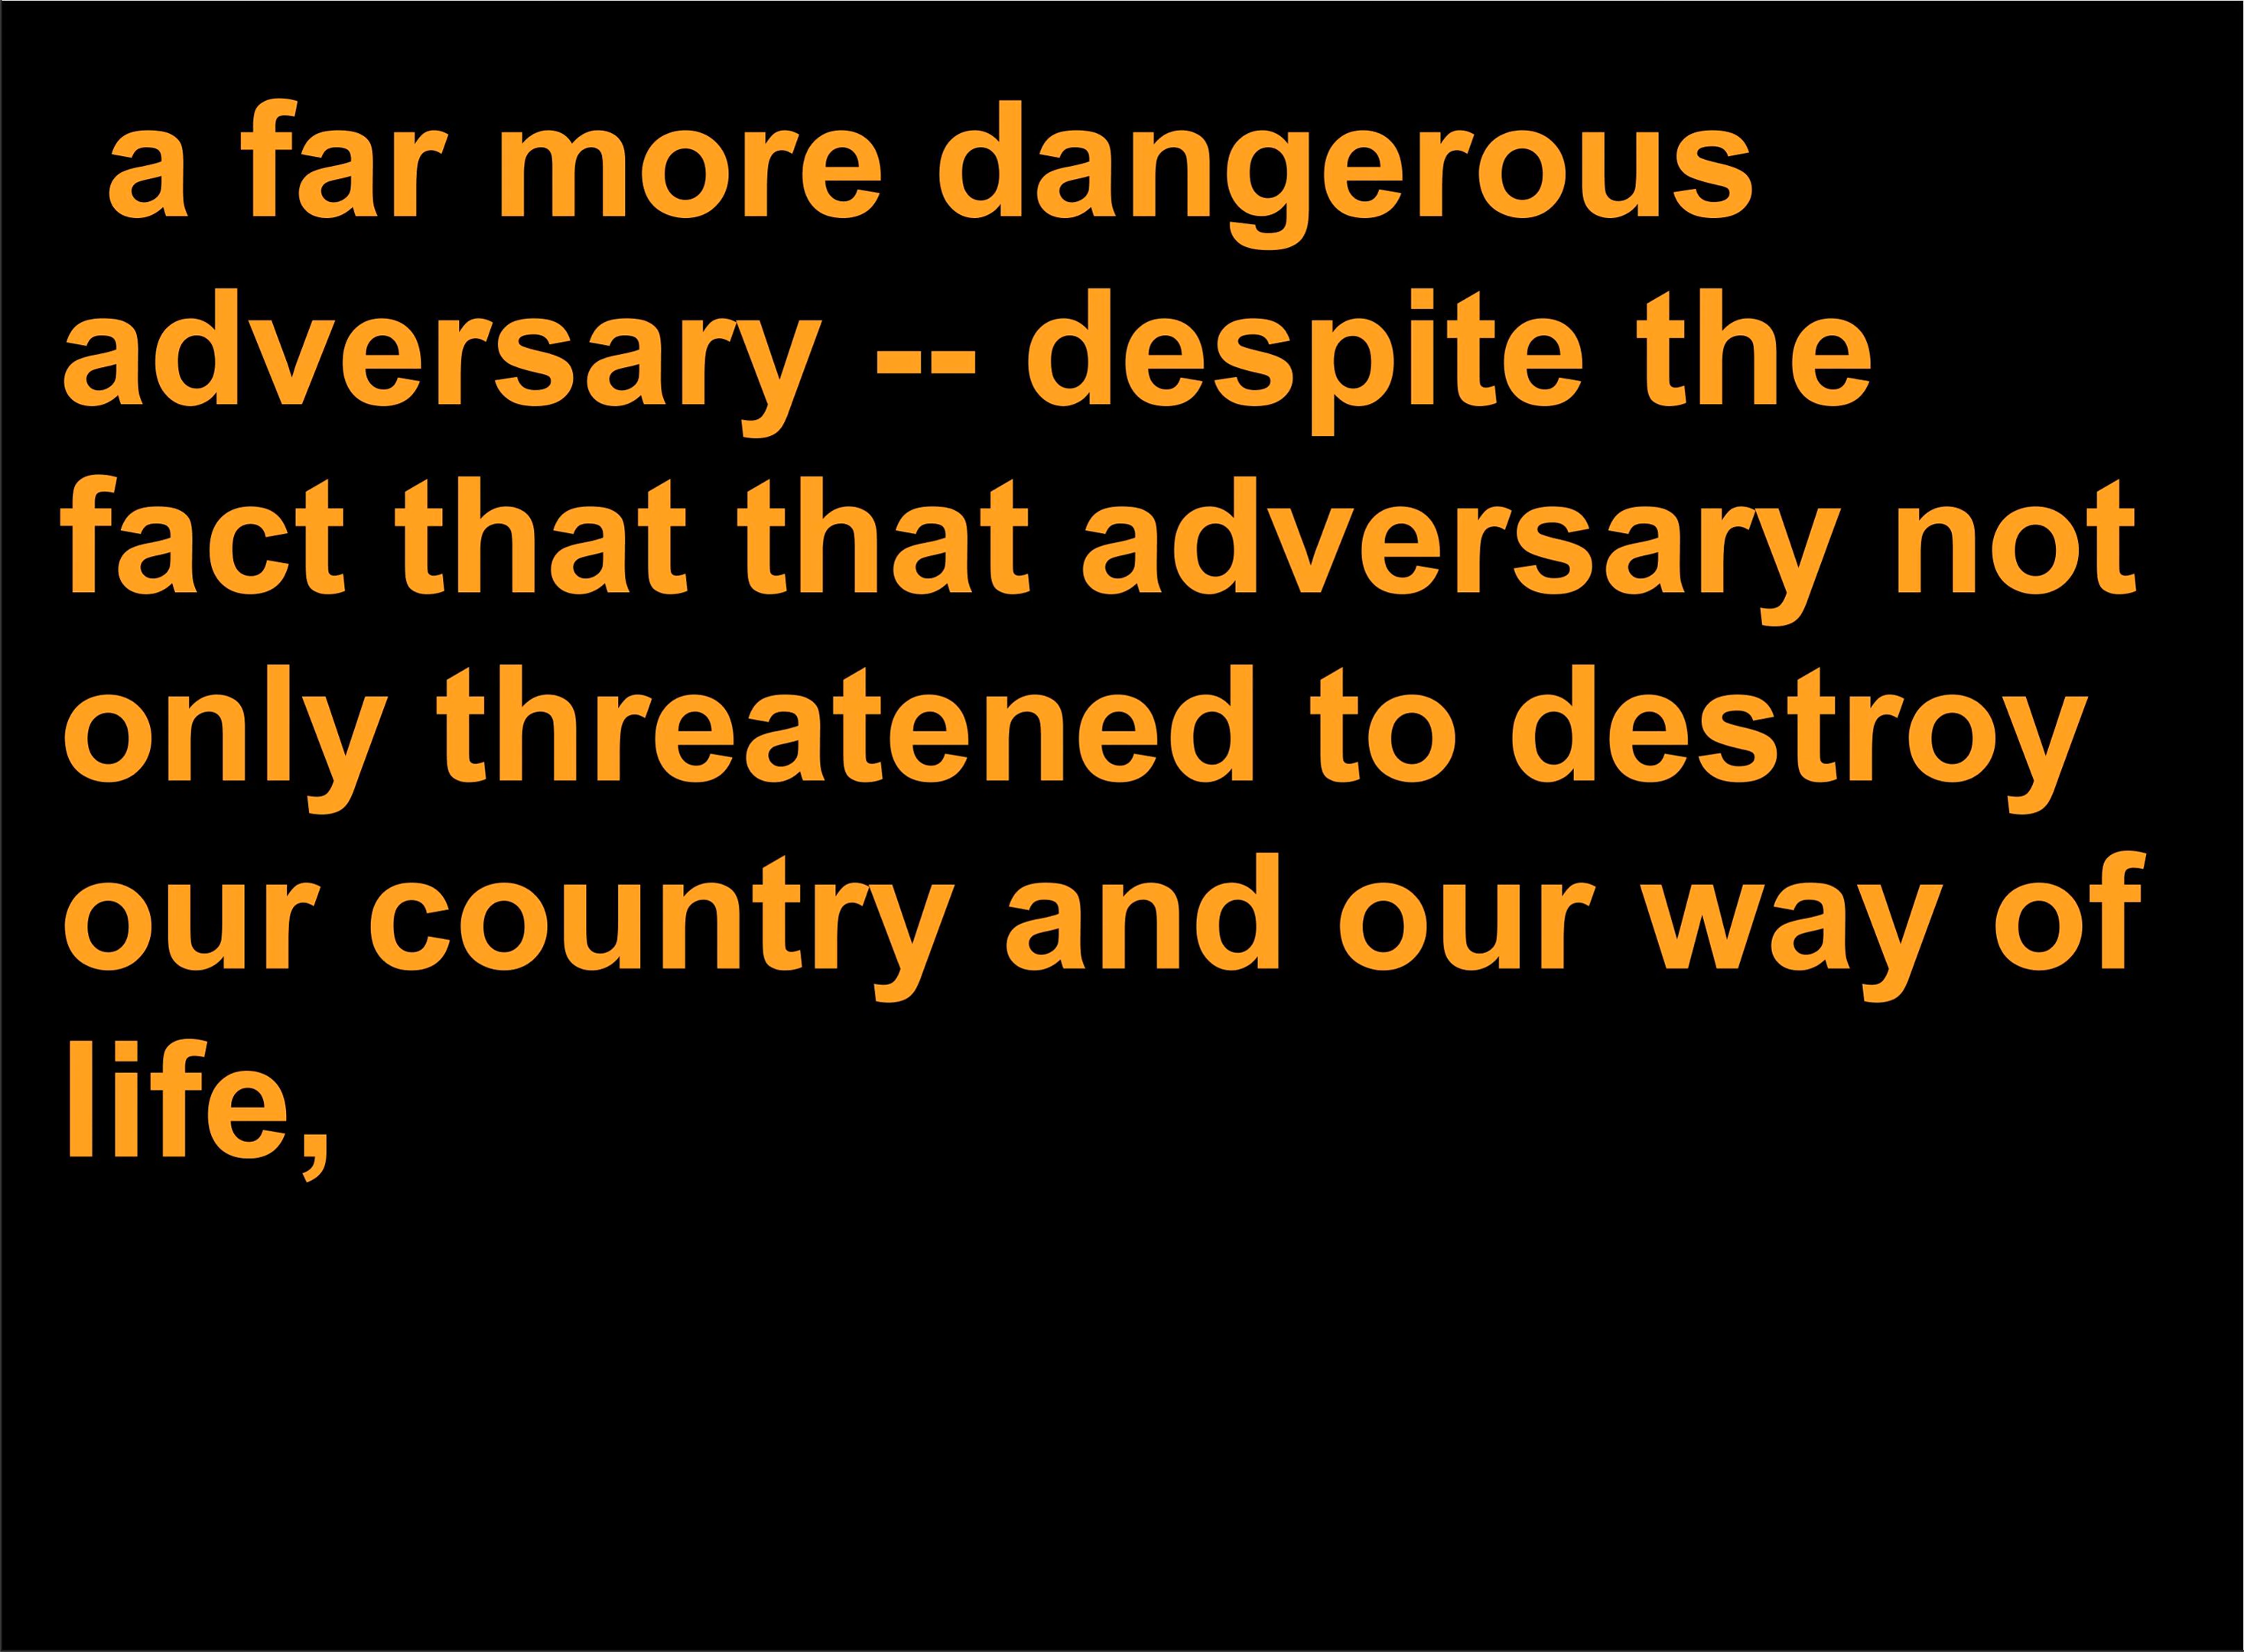 a far more dangerous
adversary -- despite the
fact that that adversary not
only threatened to destroy
our country and our way of
life,